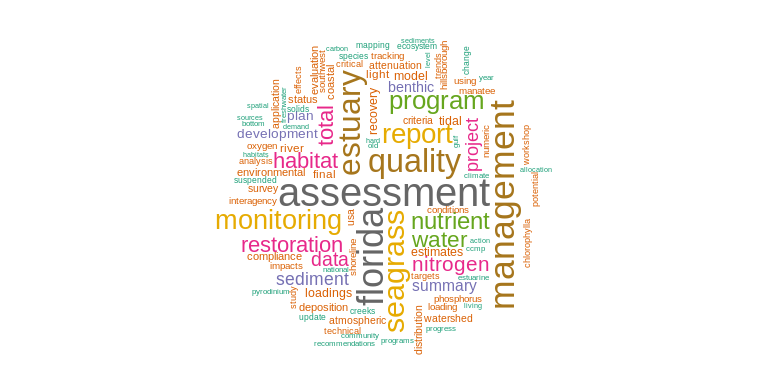 sediments
carbon
mapping
ecosystem
species
tracking
hillsborough
trends
level
change
evaluation
southwest
coastal
critical
attenuation
light
model
using
year
effects
estuary
benthic
manatee
status
program
spatial
application
freshwater
solids
recovery
sources
plan
total
criteria
tidal
demand
bottom
development
report
project
numeric
hard
old
gulf
oxygen
river
quality
workshop
habitats
habitat
analysis
environmental
final
climate
allocation
suspended
survey
assessment
management
potential
interagency
usa
florida
seagrass
conditions
monitoring
nutrient
chlorophylla
restoration
water
action
ccmp
compliance
data
shoreline
estimates
impacts
national
nitrogen
targets
estuarine
sediment
summary
pyrodinium
study
loadings
phosphorus
deposition
creeks
loading
living
update
atmospheric
distribution
watershed
technical
progress
community
programs
recommendations